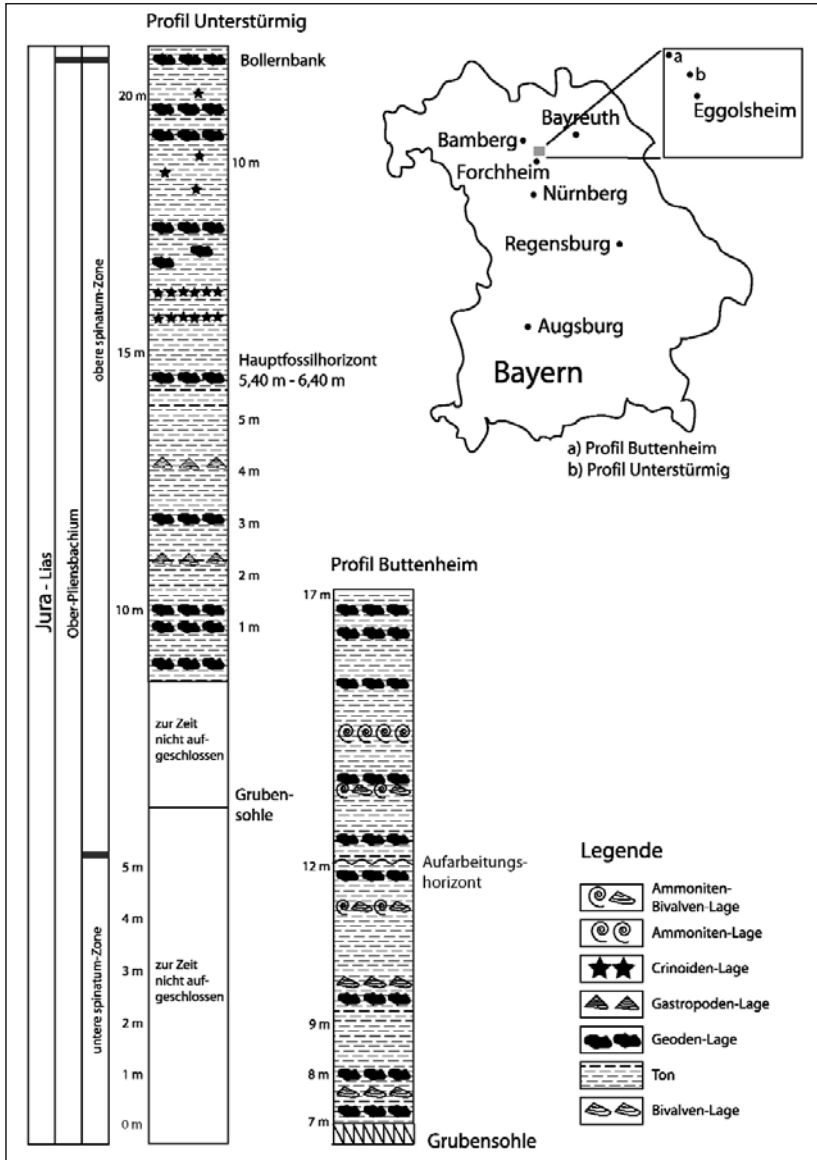 Profil Unterstürmig
Bollernbank
20 m
10 m
15 m
Hauptfossilhorizont
5,40 m - 6,40 m
5 m
4 m
3 m
2 m
10 m
1 m
zur Zeit
nicht auf-
geschlossen
Gruben-
sohle
5 m
4 m
3 m
2 m
1 m
0 m
zur Zeit
nicht auf-
geschlossen
Jura - Lias
Ober-Pliensbachium
obere spinatum-Zone
untere spinatum-Zone
a
b
Eggolsheim
Bayreuth
Bamberg
Forchheim
Nürnberg
Regensburg
Augsburg
Bayern
a) Profil Buttenheim
b) Profil Unterstürmig
Profil Buttenheim
17 m
12 m
Aufarbeitungs-
horizont
9 m
8 m
7 m
Grubensohle
Legende
Ammoniten-
Bivalven-Lage
Ammoniten-Lage
Crinoiden-Lage
Gastropoden-Lage
Geoden-Lage
Ton
Bivalven-Lage